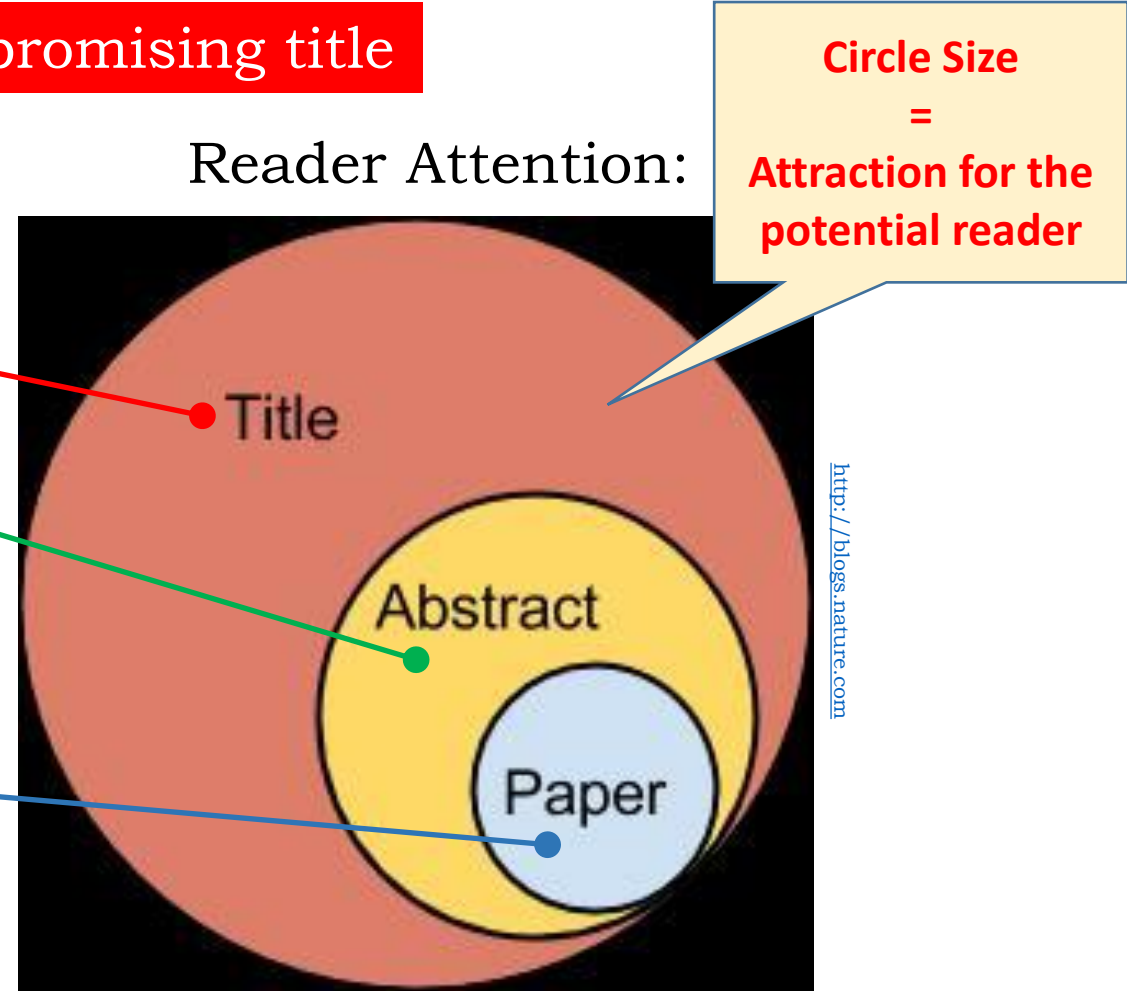 promising title
Circle Size
=
Attraction for the
potential reader
Reader Attention:
Title
Abstract
Paper
http://blogs.nature.com